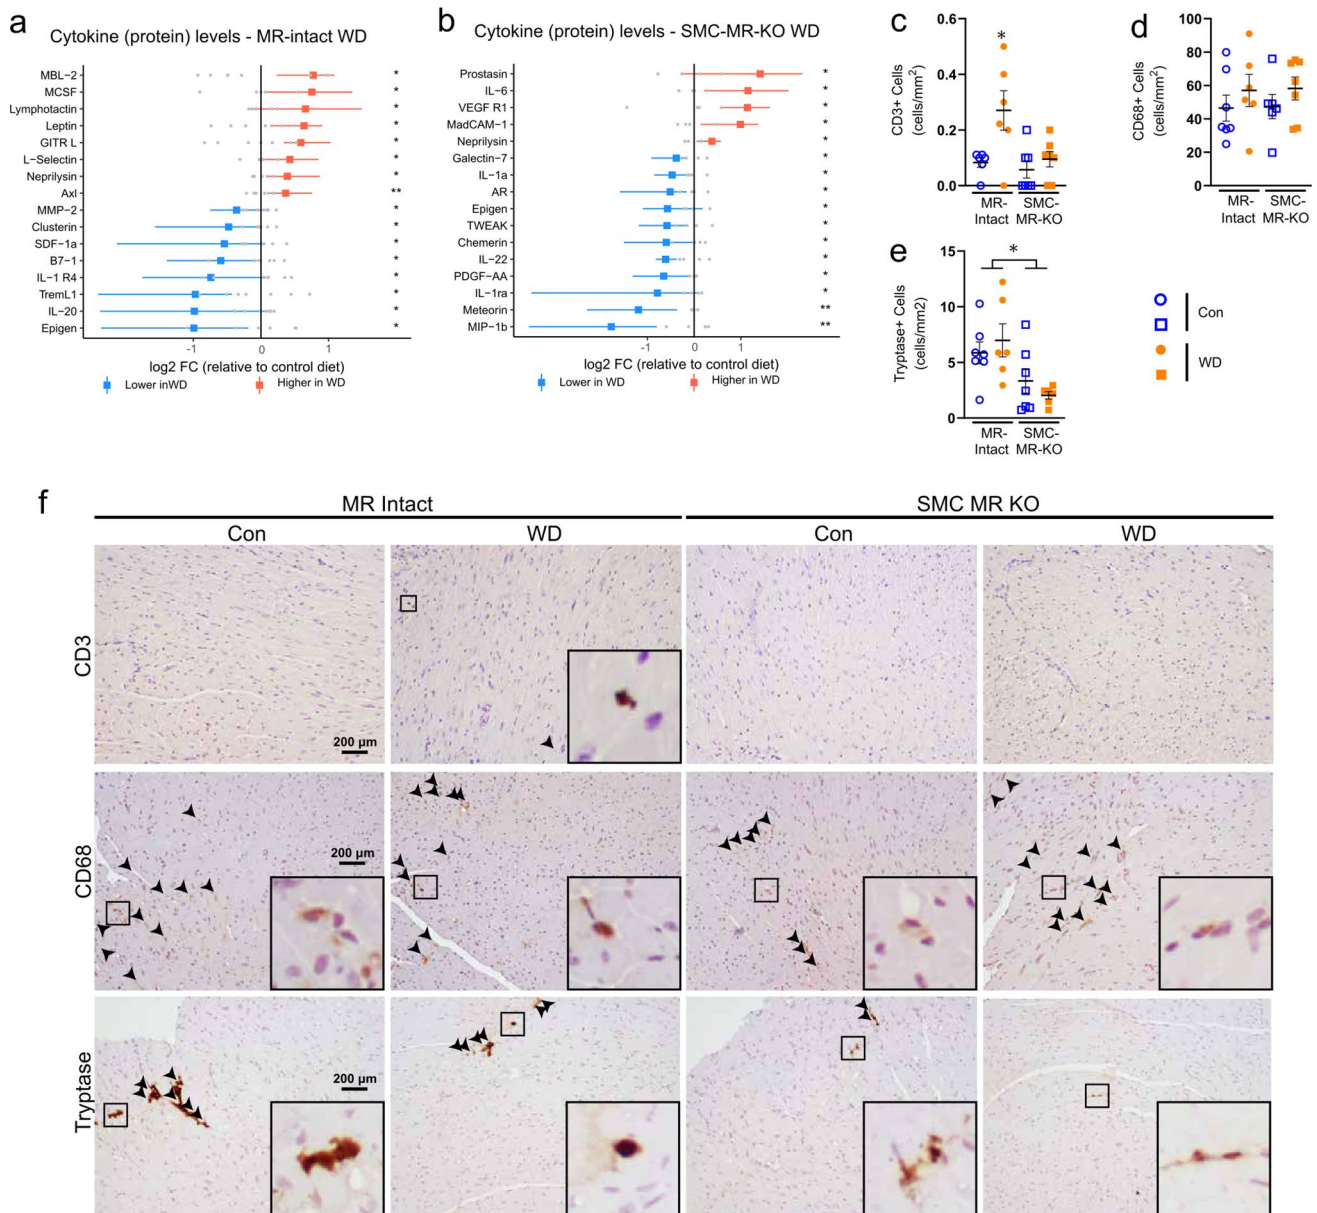 a
Cytokine (protein) levels - MR-intact WD
MBL-2
MCSF
Lymphotactin
Leptin
GITR L
L-Selectin
Neprilysin
Axl
MMP-2
Clusterin
SDF-1a
B7-1
IL-1 R4
TremL1
IL-20
Epigen
*
*
*
*
*
*
*
**
*
*
*
*
*
*
*
*
-1
0
1
log2 FC (relative to control diet)
Lower inWD
Higher in WD
b
Cytokine (protein) levels - SMC-MR-KO WD
Prostasin
IL-6
VEGF R1
MadCAM-1
Neprilysin
Galectin-7
IL-1a
AR
Epigen
TWEAK
Chemerin
IL-22
PDGF-AA
IL-1ra
Meteorin
MIP-1b
*
*
*
*
*
*
*
*
*
*
*
*
*
*
**
**
-1
0
1
log2 FC (relative to control diet)
Lower in WD
Higher in WD
c
CD3+ Cells
(cells/mm²)
0.6
0.4
0.2
0.0
*
MR-
Intact
SMC-
MR-KO
d
CD68+ Cells
(cells/mm²)
100
80
60
40
20
0
MR-
Intact
SMC-
MR-KO
e
Tryptase+ Cells
(cells/mm2)
15
10
5
0
*
MR-
Intact
SMC-
MR-KO
Con
WD
f
MR Intact
SMC MR KO
Con
WD
Con
WD
CD3
200 µm
CD68
200 µm
Tryptase
200 µm